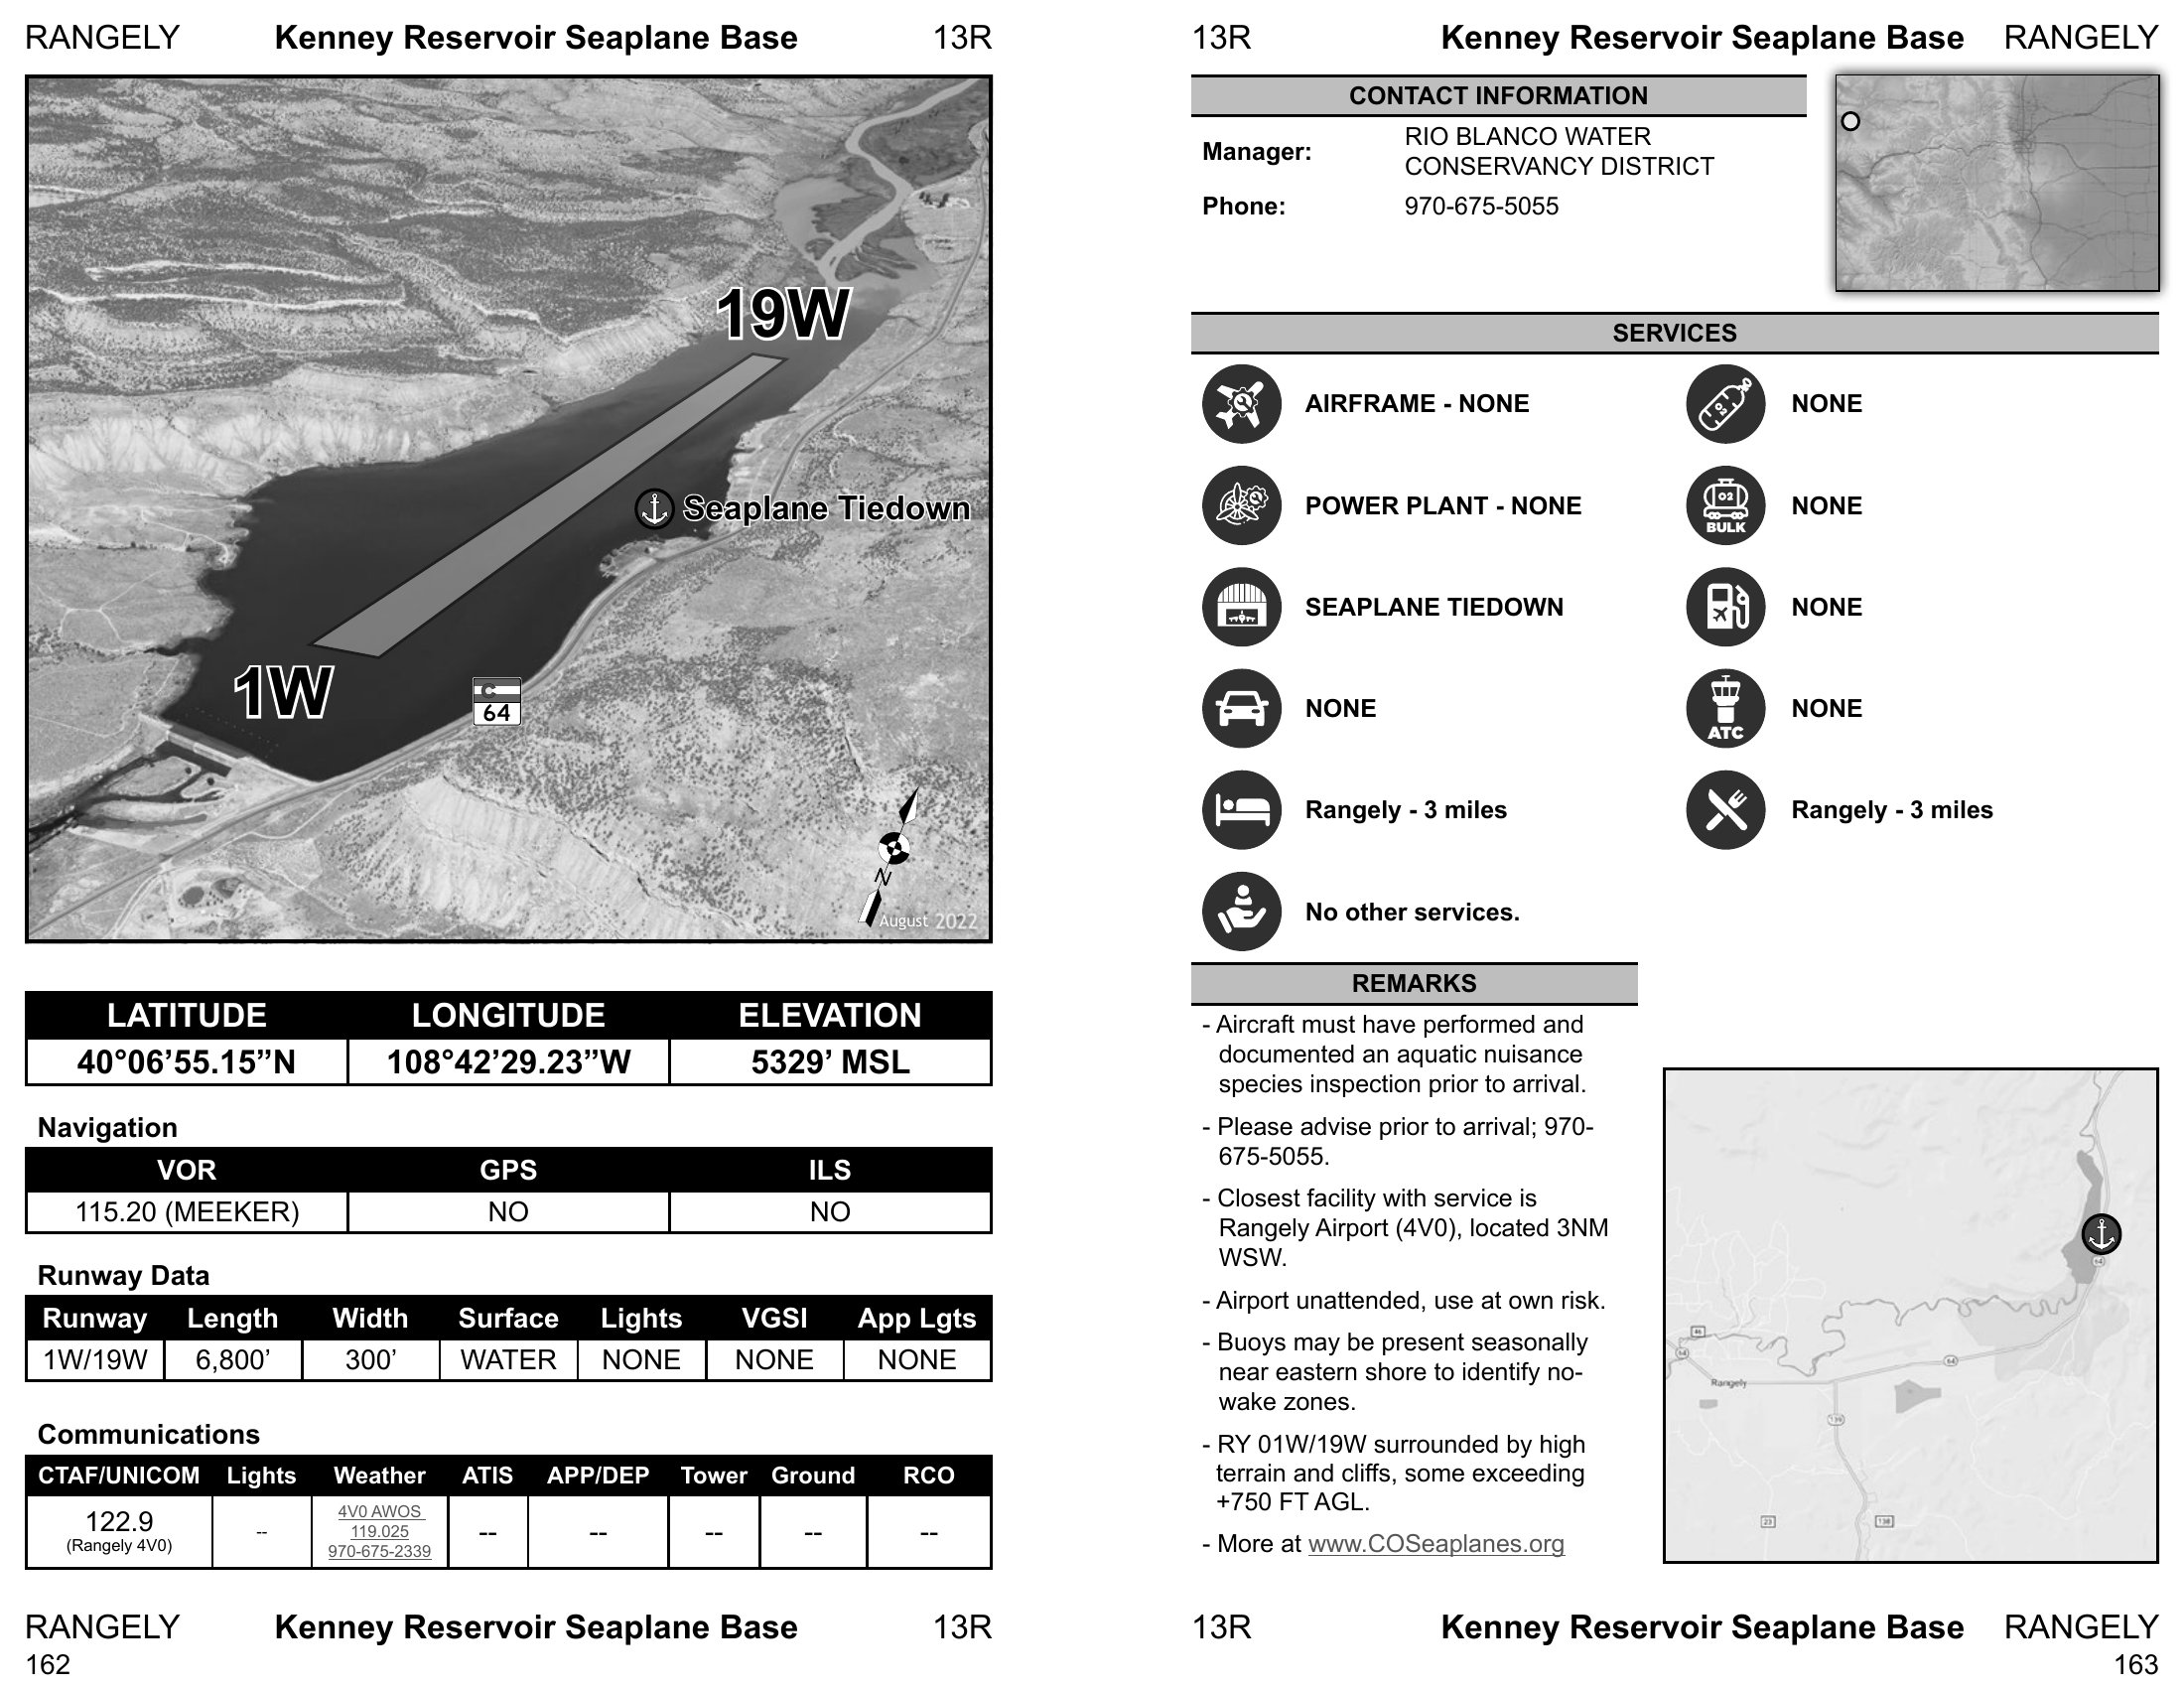 RANGELY Kenney Reservoir Seaplane Base 13R
19W
Seaplane Tiedown
1W
C
64
N
August 2022
LATITUDE LONGITUDE ELEVATION
40°06’55.15”N 108°42’29.23”W 5329’ MSL
Navigation
VOR GPS ILS
115.20 (MEEKER) NO NO
Runway Data
Runway Length Width Surface Lights VGSI App Lgts
1W/19W 6,800’ 300’ WATER NONE NONE NONE
Communications
CTAF/UNICOM Lights Weather ATIS APP/DEP Tower Ground RCO
122.9
(Rangely 4V0)
--
4V0 AWOS
119.025
970-675-2339
-- -- -- -- --
RANGELY Kenney Reservoir Seaplane Base 13R
162
13R Kenney Reservoir Seaplane Base RANGELY
CONTACT INFORMATION
Manager: RIO BLANCO WATER
CONSERVANCY DISTRICT
Phone: 970-675-5055
SERVICES
AIRFRAME - NONE
O2 NONE
POWER PLANT - NONE
O2 BULK NONE
SEAPLANE TIEDOWN
NONE
NONE
ATC NONE
Rangely - 3 miles
Rangely - 3 miles
No other services.
REMARKS
- Aircraft must have performed and
documented an aquatic nuisance
species inspection prior to arrival.
- Please advise prior to arrival; 970-
675-5055.
- Closest facility with service is
Rangely Airport (4V0), located 3NM
WSW.
- Airport unattended, use at own risk.
- Buoys may be present seasonally
near eastern shore to identify no-
wake zones.
- RY 01W/19W surrounded by high
terrain and cliffs, some exceeding
+750 FT AGL.
- More at www.COSeaplanes.org
64
46
64
64
Rangely
139
23
138
13R Kenney Reservoir Seaplane Base RANGELY
163